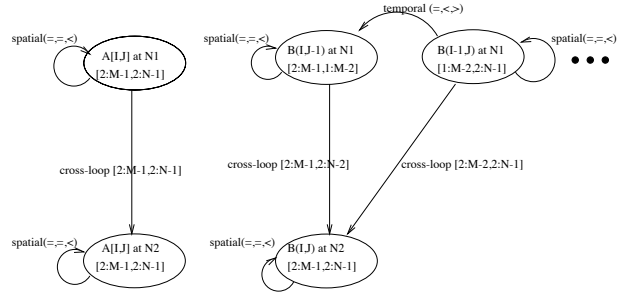 temporal (=,<,>)
spatial(=,=,<)
A[I,J] at N1
[2:M-1,2:N-1]
spatial(=,=,<)
B(I,J-1) at N1
[2:M-1,1:M-2]
B(I-1,J) at N1
[1:M-2,2:N-1]
spatial(=,=,<)
cross-loop [2:M-1,2:N-1]
cross-loop [2:M-1,2:N-2]
cross-loop [2:M-2,2:N-1]
spatial(=,=,<)
A[I,J] at N2
[2:M-1,2:N-1]
spatial(=,=,<)
B(I,J) at N2
[2:M-1,2:N-1]